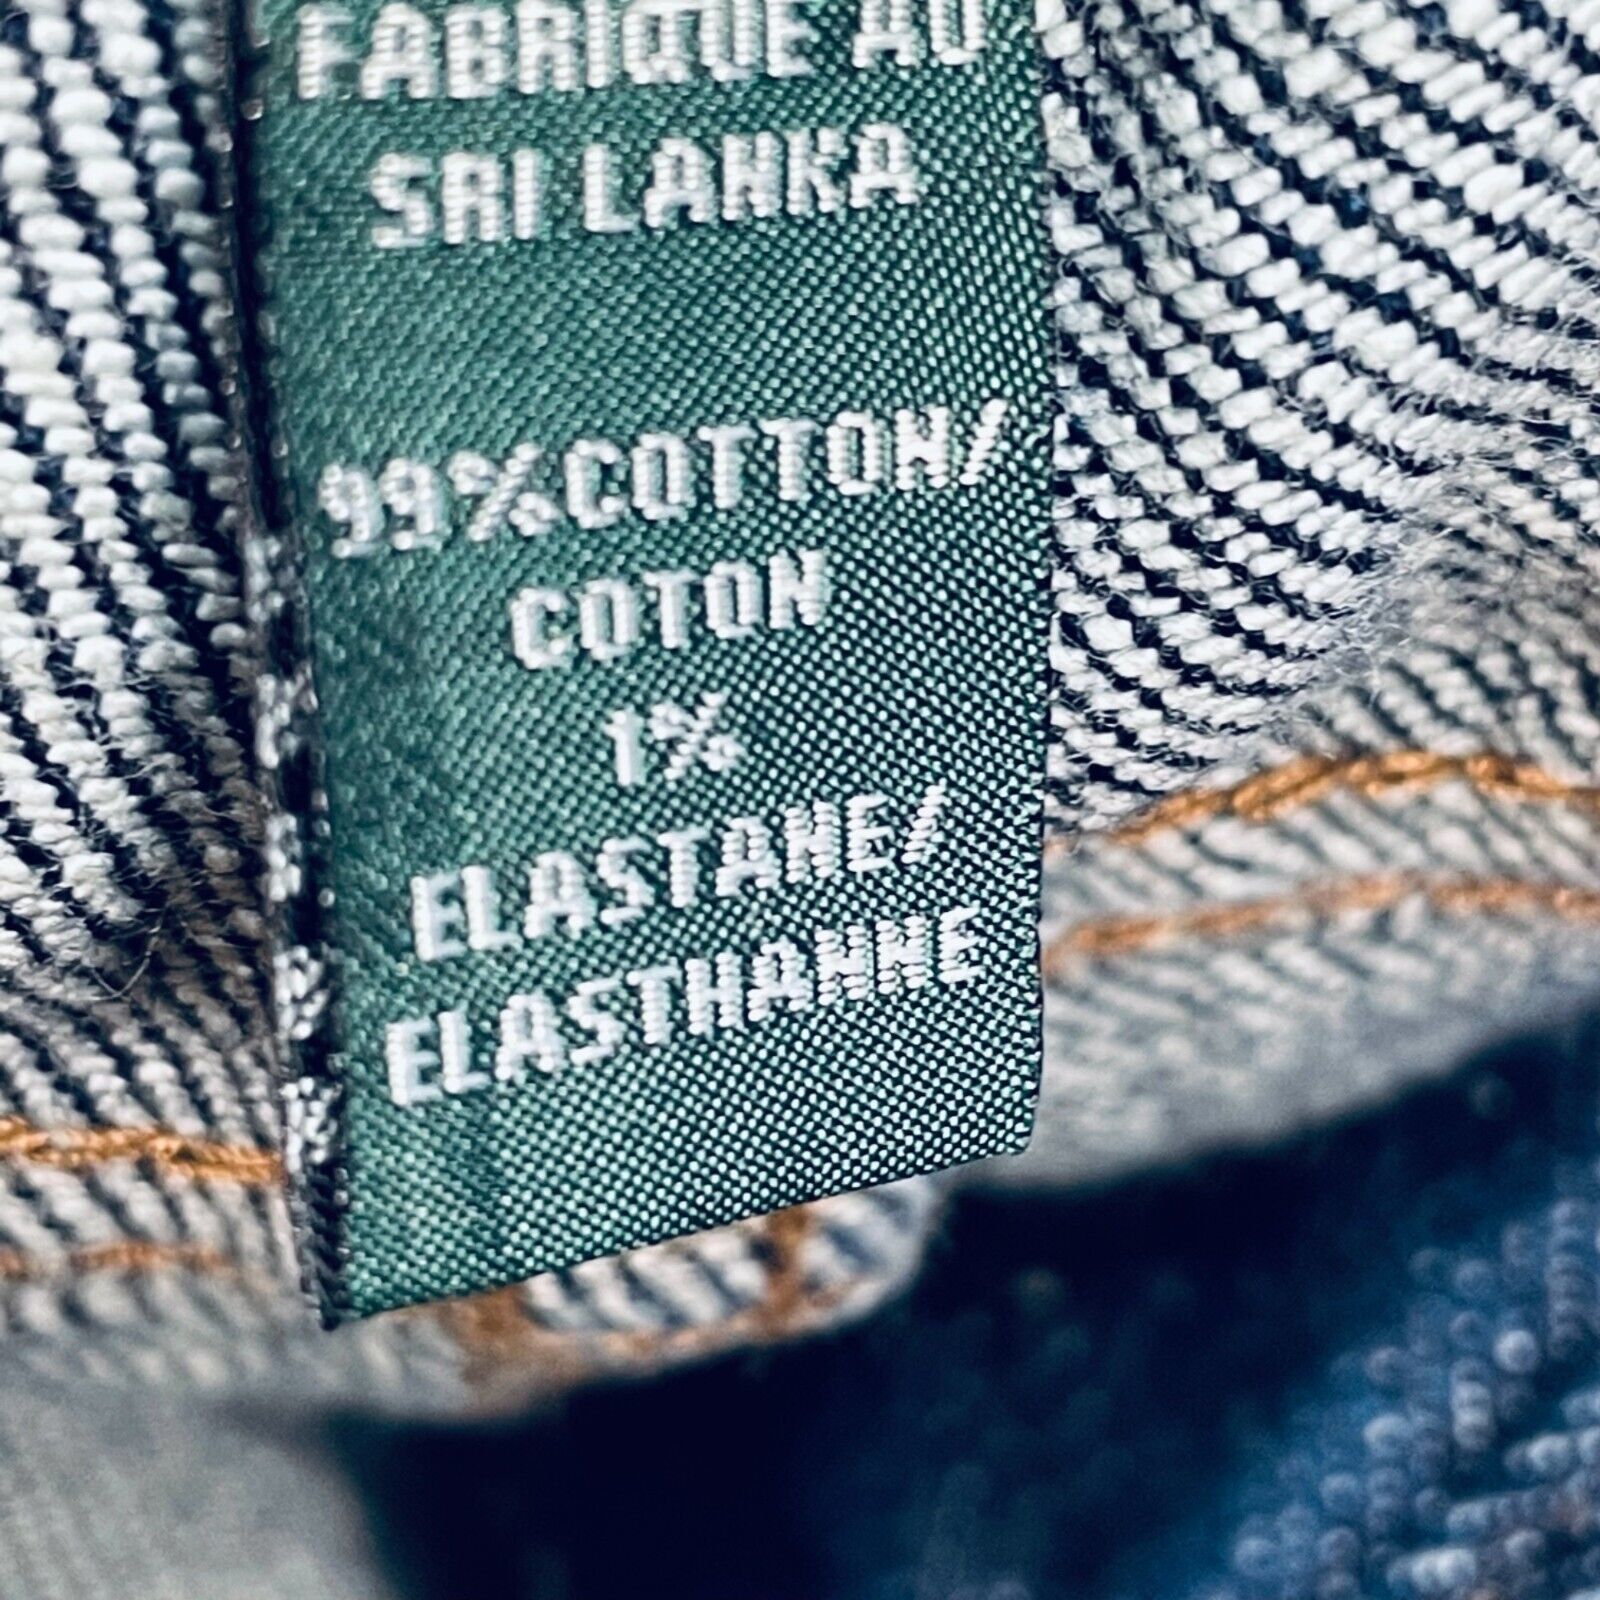 FABRIQUE AU
SRI LANKA
99%COTTON/
COTON
1%
ELASTANE/
ELASTHANNE